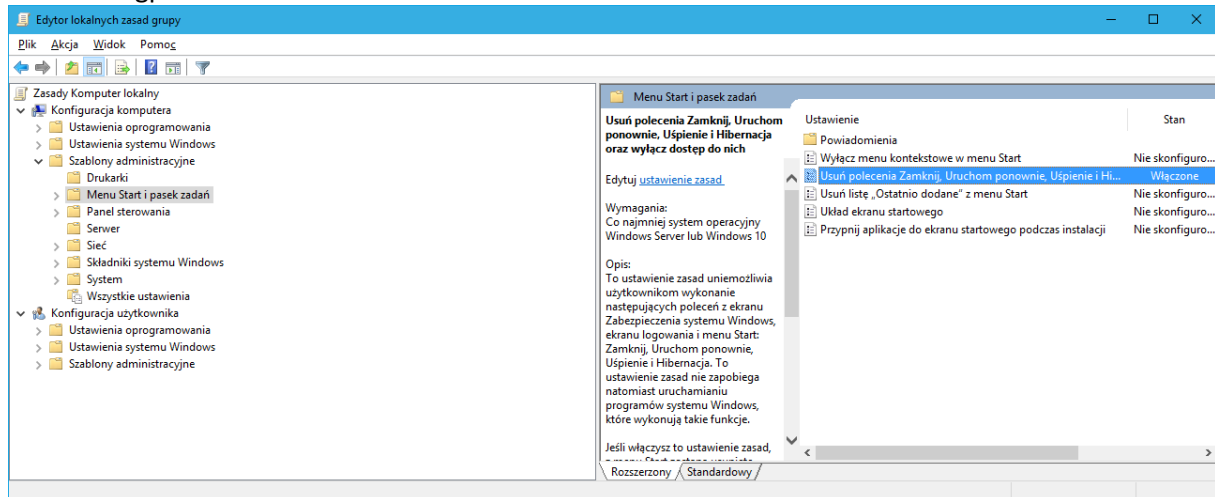 Edytor lokalnych zasad grupy
Plik Akcja Widok Pomoc
Zasady Komputer lokalny
Konfiguracja komputera
Ustawienia oprogramowania
Ustawienia systemu Windows
Szablony administracyjne
Drukarki
Menu Start i pasek zadań
Panel sterowania
Serwer
Sieć
Składniki systemu Windows
System
Wszystkie ustawienia
Konfiguracja użytkownika
Ustawienia oprogramowania
Ustawienia systemu Windows
Szablony administracyjne
Menu Start i pasek zadań
Usuń polecenia Zamknij, Uruchom
ponownie, Uśpienie i Hibernacja
oraz wyłącz dostęp do nich
Edytuj ustawienie zasad
Wymagania:
Co najmniej system operacyjny
Windows Server lub Windows 10
Opis:
To ustawienie zasad uniemożliwia
użytkownikom wykonanie
następujących poleceń z ekranu
Zabezpieczenia systemu Windows,
ekranu logowania i menu Start:
Zamknij, Uruchom ponownie,
Uśpienie i Hibernacja. To
ustawienie zasad nie zapobiega
natomiast uruchamianiu
programów systemu Windows,
które wykonują takie funkcje.
Jeśli włączysz to ustawienie zasad,
Ustawienie Stan
Powiadomienia
Wyłącz menu kontekstowe w menu Start Nie skonfiguro...
Usuń polecenia Zamknij, Uruchom ponownie, Uśpienie i Hi... Włączone
Usuń listę „Ostatnio dodane” z menu Start Nie skonfiguro...
Układ ekranu startowego Nie skonfiguro...
Przypnij aplikacje do ekranu startowego podczas instalacji Nie skonfiguro...
Rozszerzony Standardowy